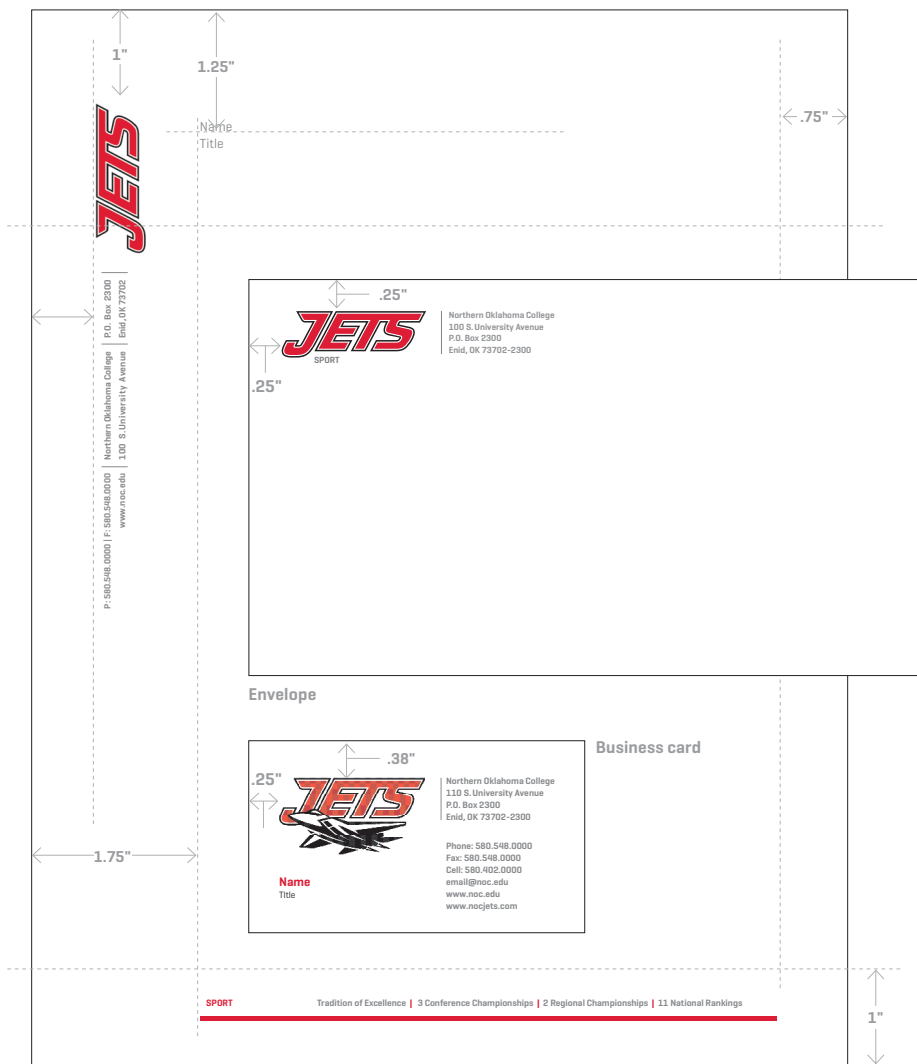 1"
1.25"
Name
Title
.75"
JETS
P: 580.548.0000 | F: 580.548.0000 | Northern Oklahoma College | P.O. Box 2300
www.noc.edu | 100 S. University Avenue | Enid, OK 73702
.25"
JETS
SPORT
Northern Oklahoma College
100 S. University Avenue
P.O. Box 2300
Enid, OK 73702-2300
.25"
Envelope
Business card
.38"
.25"
JETS
Northern Oklahoma College
110 S. University Avenue
P.O. Box 2300
Enid, OK 73702-2300
Phone: 580.548.0000
Fax: 580.548.0000
Cell: 580.402.0000
email@noc.edu
www.noc.edu
www.nocjets.com
Name
Title
1.75"
SPORT
Tradition of Excellence | 3 Conference Championships | 2 Regional Championships | 11 National Rankings
1"